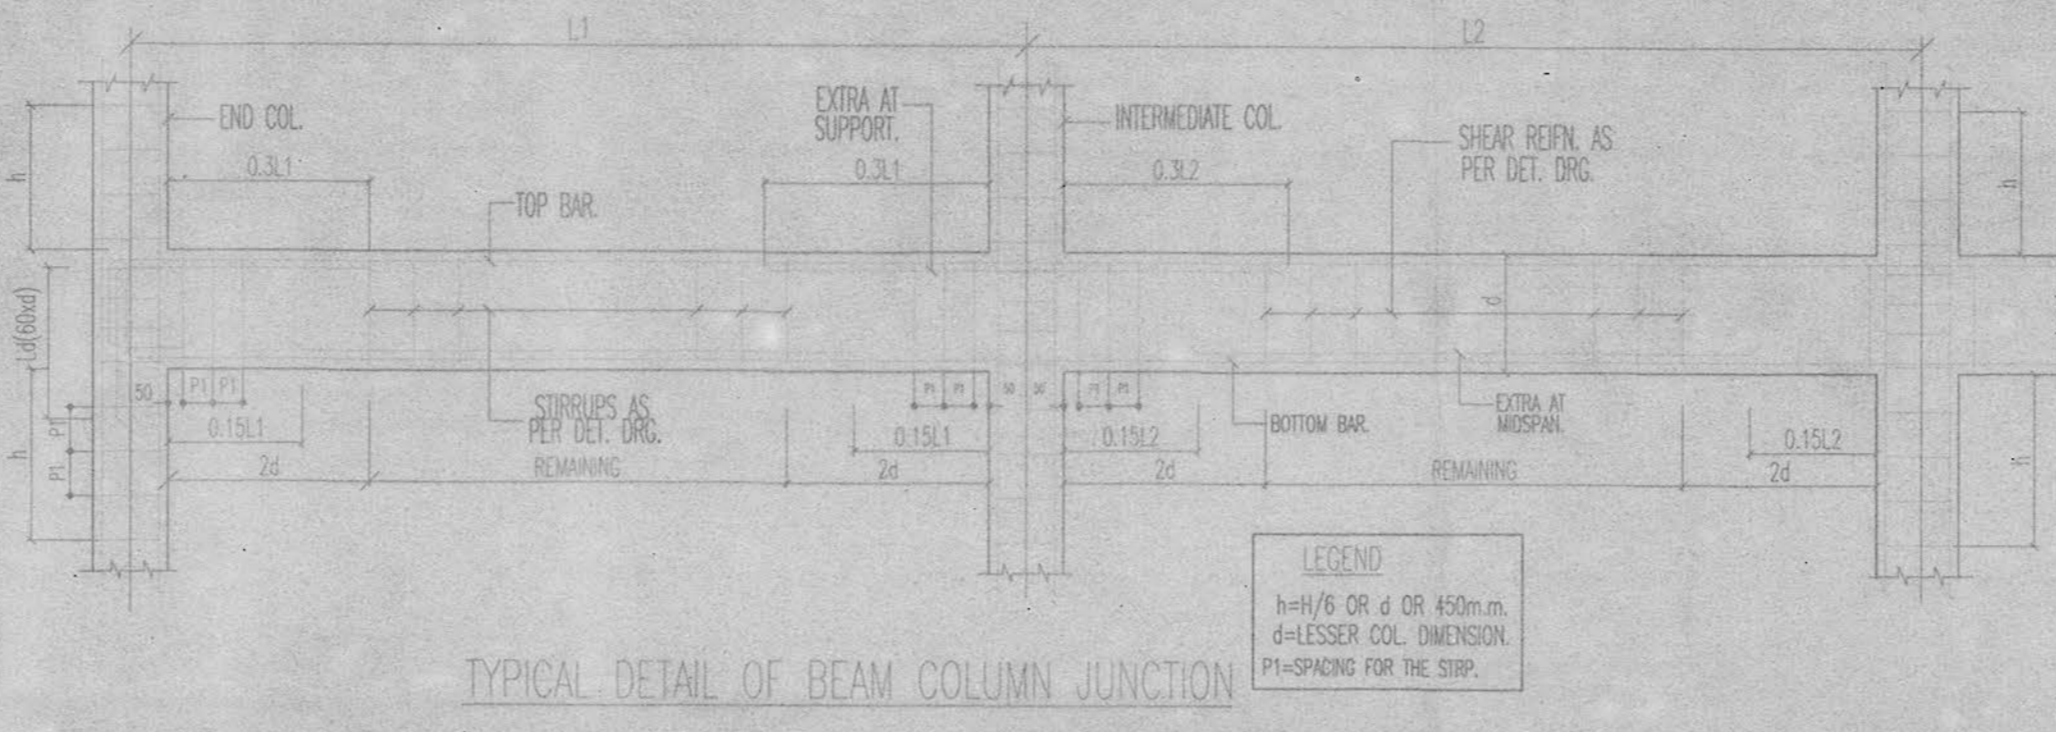 L1
L2
END COL.
EXTRA AT
SUPPORT.
INTERMEDIATE COL.
SHEAR REIFN. AS
PER DET. DRG.
h
0.3L1
0.3L1
0.3L2
h
TOP BAR.
Ld(60xd)
d
50
P1
P1
P1
P1
50
50
P1
P1
STIRRUPS AS
PER DET. DRG.
BOTTOM BAR.
EXTRA AT
MIDSPAN.
P1
P1
h
0.15L1
0.15L1
0.15L2
0.15L2
2d
REMAINING
2d
2d
REMAINING
2d
h
LEGEND
h=H/6 OR d OR 450m.m.
d=LESSER COL. DIMENSION.
P1=SPACING FOR THE STRP.
TYPICAL DETAIL OF BEAM COLUMN JUNCTION